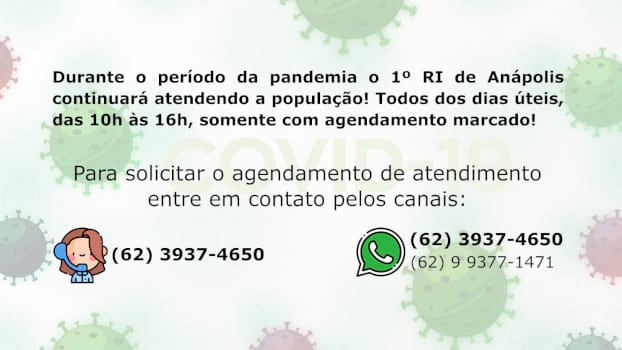 Durante o período da pandemia o 1º RI de Anápolis
continuará atendendo a população! Todos dos dias úteis,
das 10h às 16h, somente com agendamento marcado!
COVID-19
Para solicitar o agendamento de atendimento
entre em contato pelos canais:
(62) 3937-4650
(62) 3937-4650
(62) 9 9377-1471